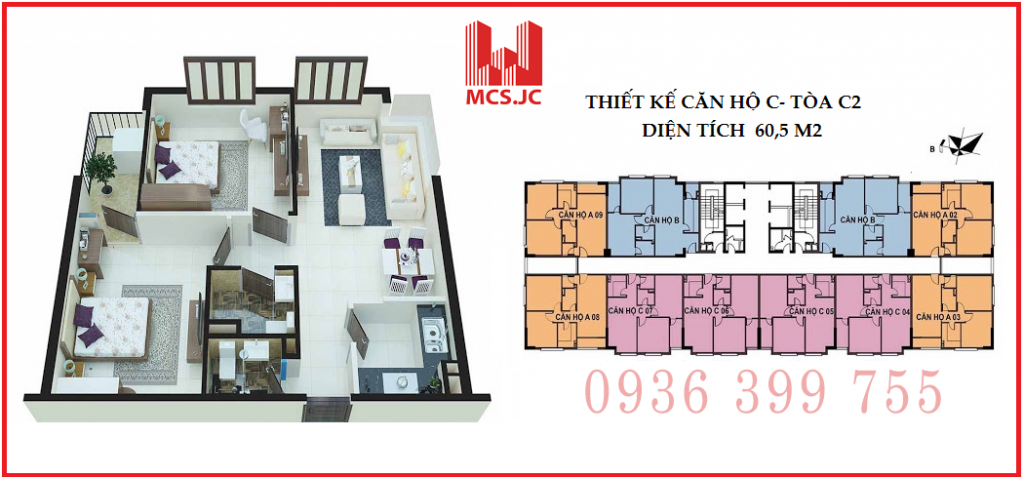 MCS.JC
THIẾT KẾ CĂN HỘ C- TÒA C2
DIỆN TÍCH  60,5 M2
B
CĂN HỘ A 09
CĂN HỘ B
CĂN HỘ B
CĂN HỘ A 02
CĂN HỘ A 08
CĂN HỘ C 07
CĂN HỘ C 06
CĂN HỘ C 05
CĂN HỘ C 04
CĂN HỘ A 03
0936 399 755